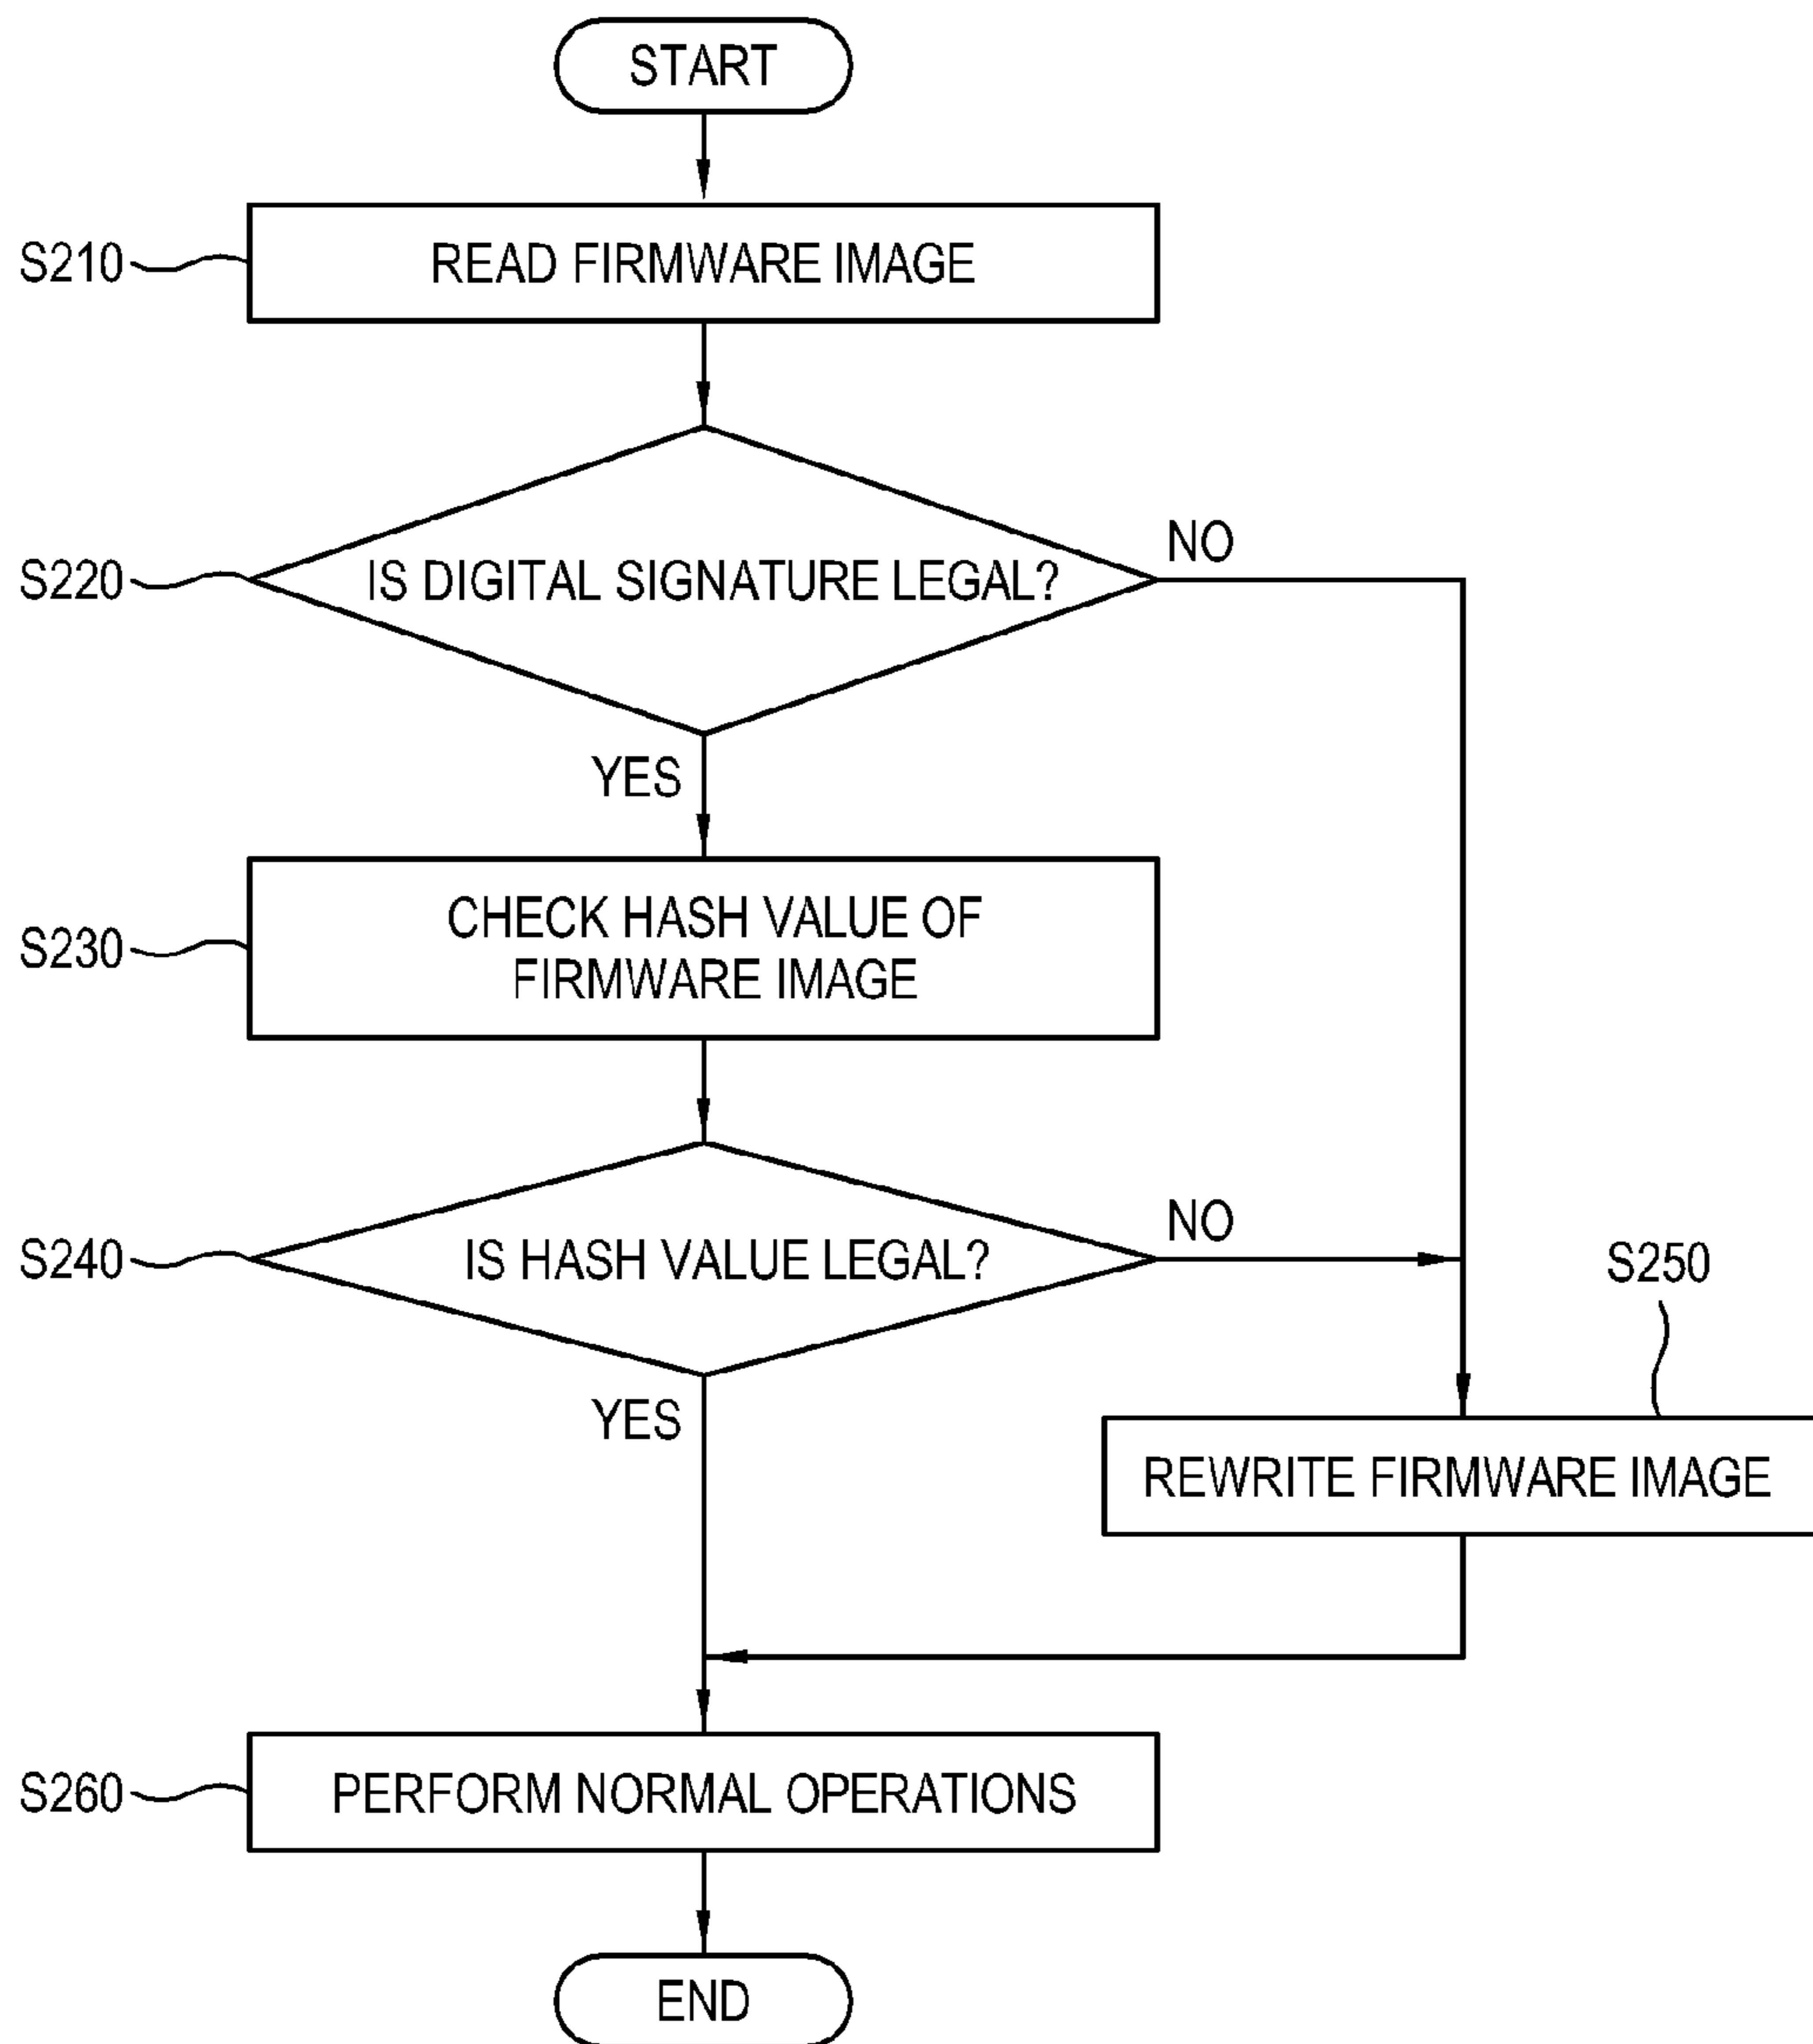 START
S210
READ FIRMWARE IMAGE
S220
IS DIGITAL SIGNATURE LEGAL?
NO
YES
S230
CHECK HASH VALUE OF
FIRMWARE IMAGE
S240
IS HASH VALUE LEGAL?
NO
S250
YES
REWRITE FIRMWARE IMAGE
S260
PERFORM NORMAL OPERATIONS
END